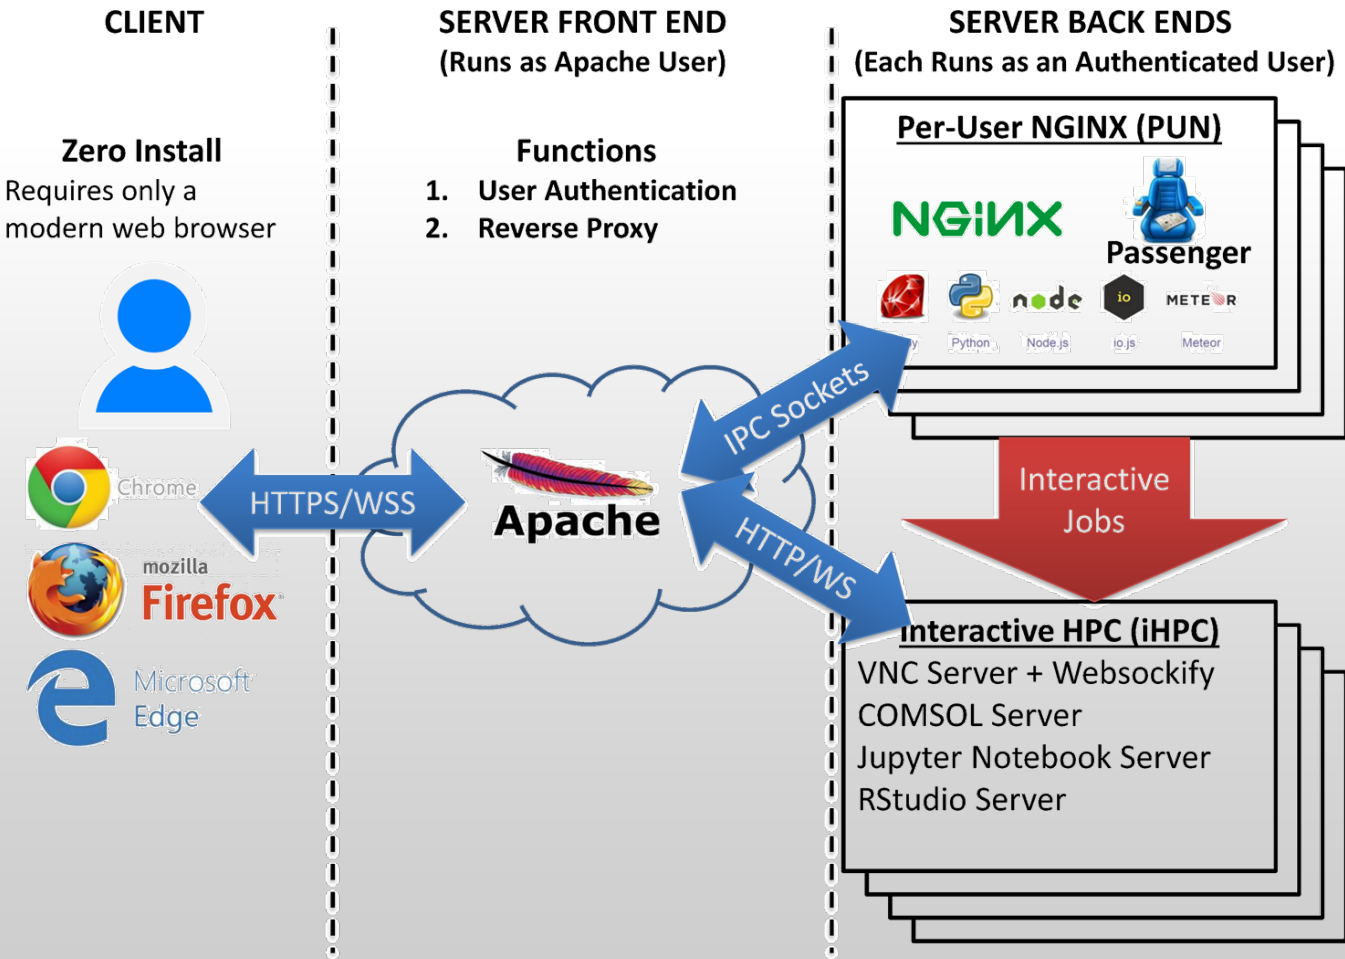 CLIENT
Zero Install
Requires only a
modern web browser
Chrome
mozilla
Firefox
Microsoft
Edge
HTTPS/WSS
SERVER FRONT END
(Runs as Apache User)
Functions
1. User Authentication
2. Reverse Proxy
Apache
IPC Sockets
HTTP/WS
SERVER BACK ENDS
(Each Runs as an Authenticated User)
Per-User NGINX (PUN)
NGiNX
Passenger
node
io
METEOR
Python
Node.js
io.js
Meteor
Interactive
Jobs
Interactive HPC (iHPC)
VNC Server + Websockify
COMSOL Server
Jupyter Notebook Server
RStudio Server